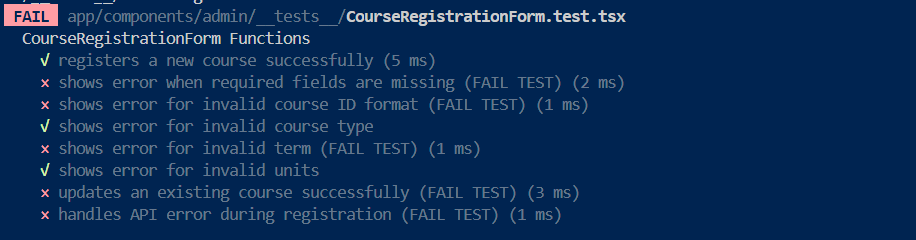 FAIL app/components/admin/__tests__/CourseRegistrationForm.test.tsx
CourseRegistrationForm Functions
√ registers a new course successfully (5 ms)
× shows error when required fields are missing (FAIL TEST) (2 ms)
× shows error for invalid course ID format (FAIL TEST) (1 ms)
√ shows error for invalid course type
× shows error for invalid term (FAIL TEST) (1 ms)
√ shows error for invalid units
× updates an existing course successfully (FAIL TEST) (3 ms)
× handles API error during registration (FAIL TEST) (1 ms)